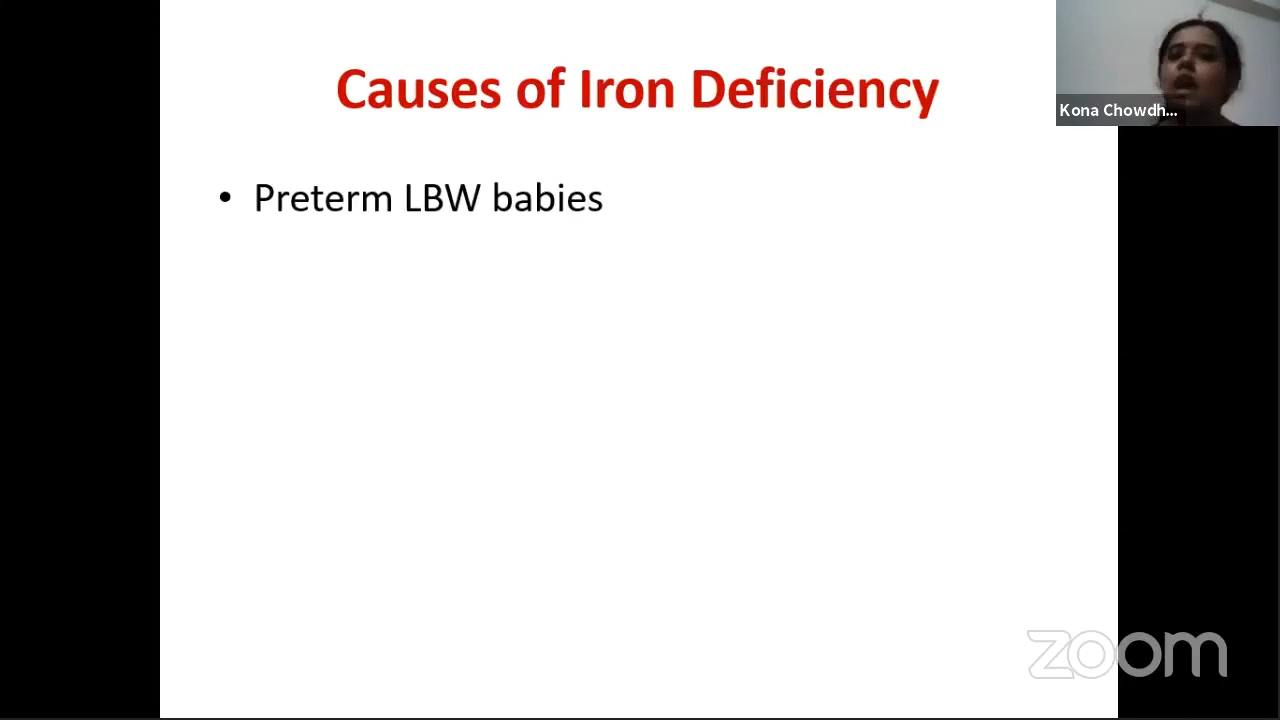 Causes of Iron Deficiency
Kona Chowdh...
• Preterm LBW babies
zoom